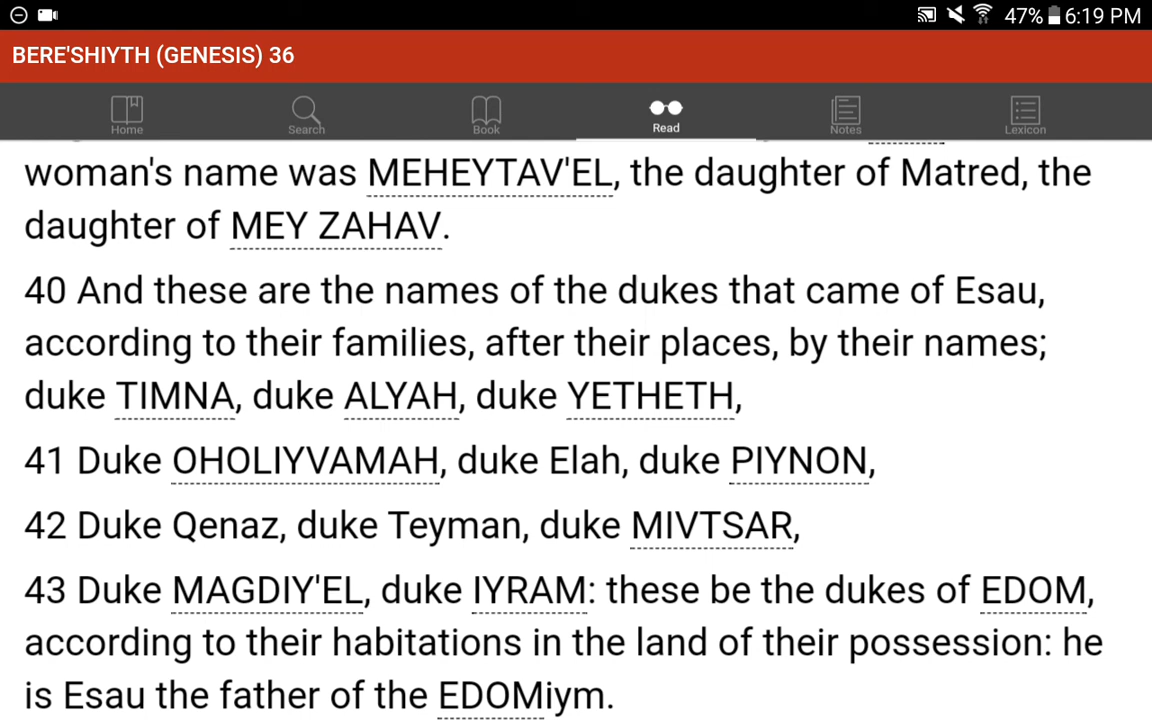 47% 6:19 PM
BERE'SHIYTH (GENESIS) 36
Home Search Book Read Notes Lexicon
woman's name was MEHEYTAV'EL, the daughter of Matred, the
daughter of MEY ZAHAV.
40 And these are the names of the dukes that came of Esau,
according to their families, after their places, by their names;
duke TIMNA, duke ALYAH, duke YETHETH,
41 Duke OHOLIYVAMAH, duke Elah, duke PIYNON,
42 Duke Qenaz, duke Teyman, duke MIVTSAR,
43 Duke MAGDIY'EL, duke IYRAM: these be the dukes of EDOM,
according to their habitations in the land of their possession: he
is Esau the father of the EDOMiym.